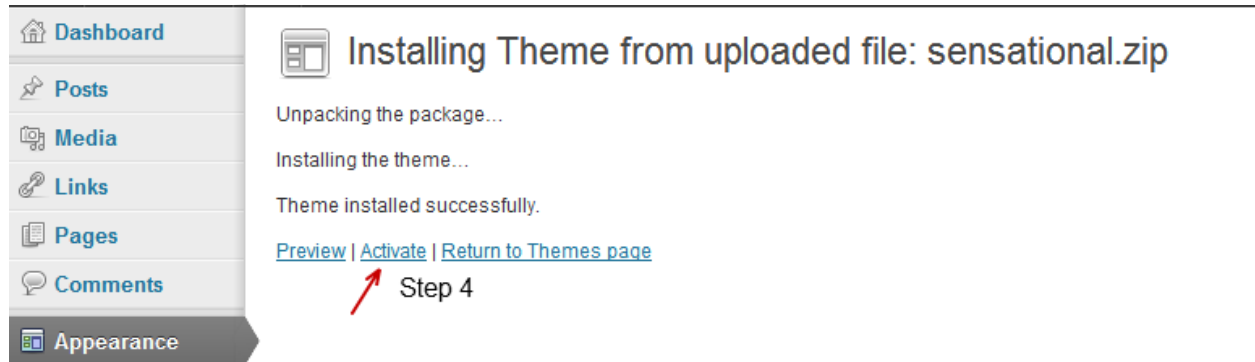 Dashboard
Posts
Media
Links
Pages
Comments
Appearance
Installing Theme from uploaded file: sensational.zip
Unpacking the package…
Installing the theme…
Theme installed successfully.
Preview | Activate | Return to Themes page
Step 4